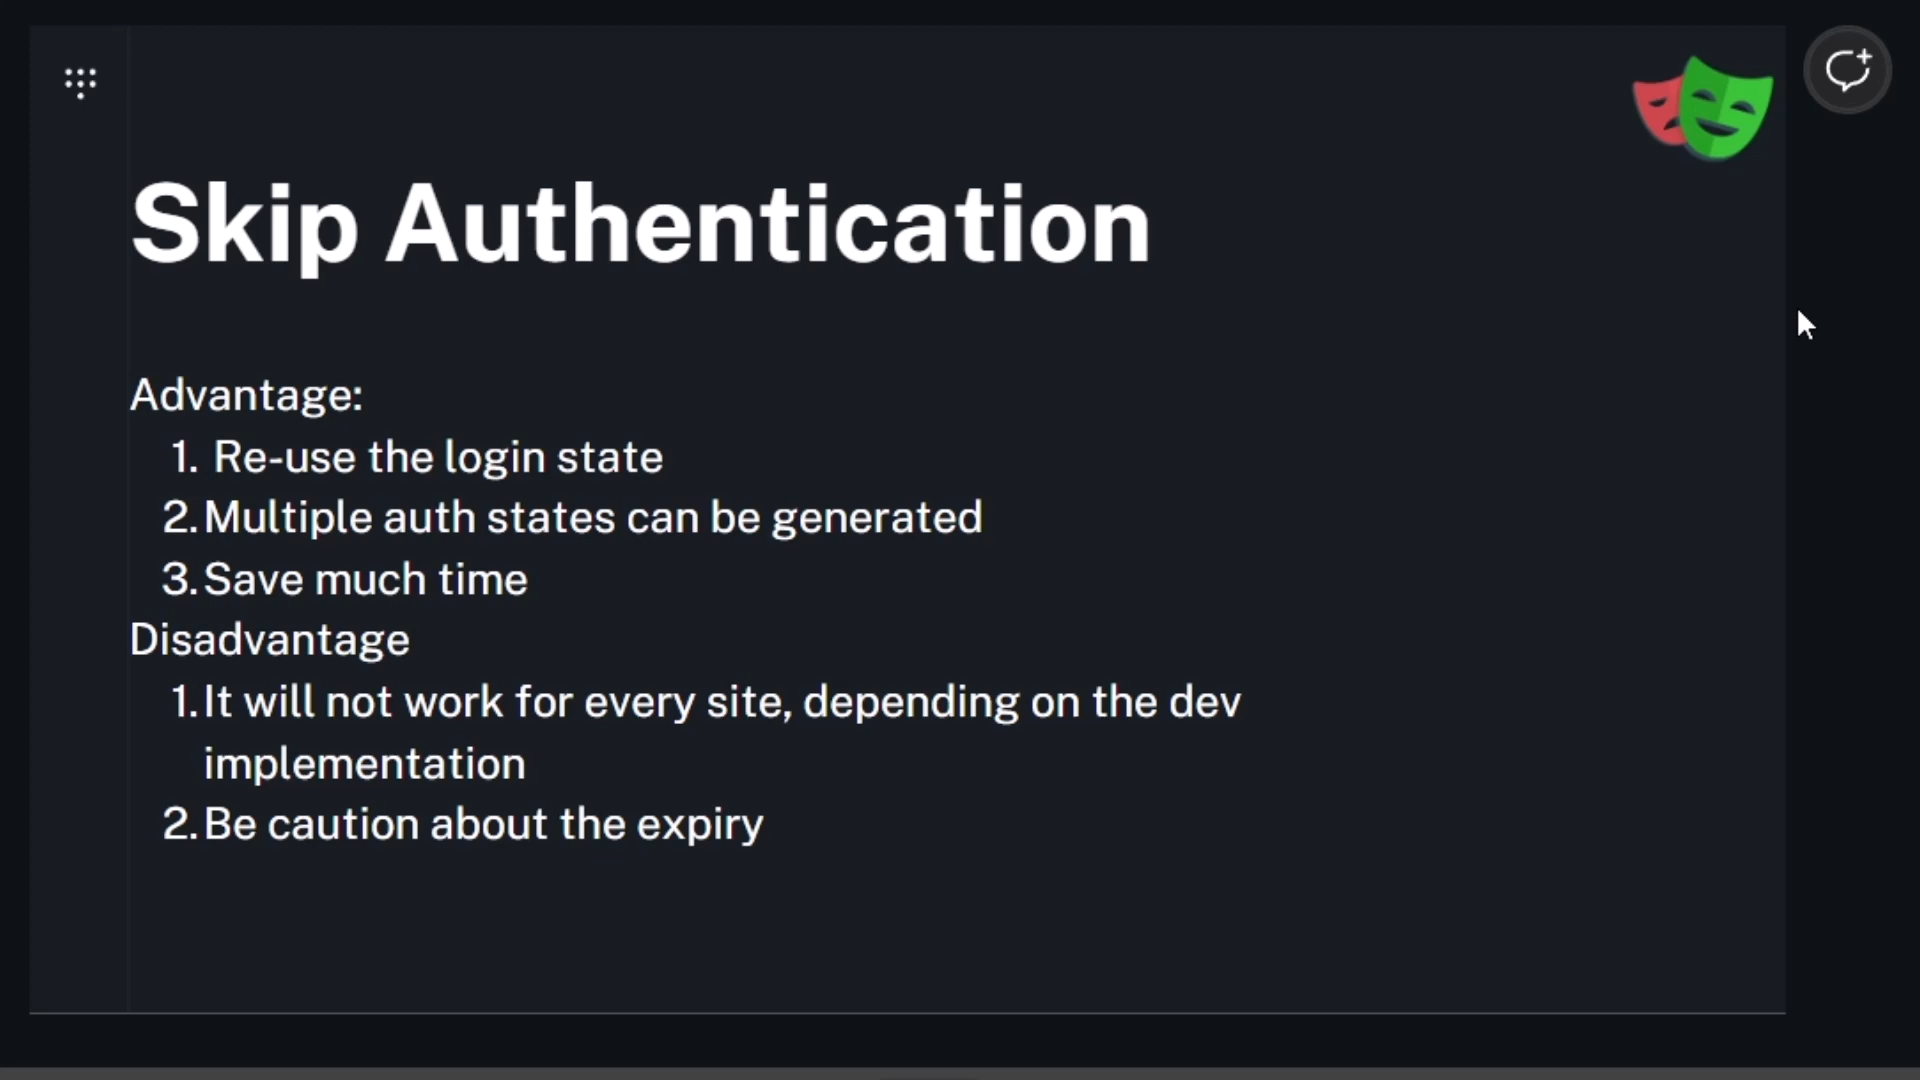 Skip Authentication
Advantage:
1. Re-use the login state
2. Multiple auth states can be generated
3. Save much time
Disadvantage
1. It will not work for every site, depending on the dev
implementation
2. Be caution about the expiry